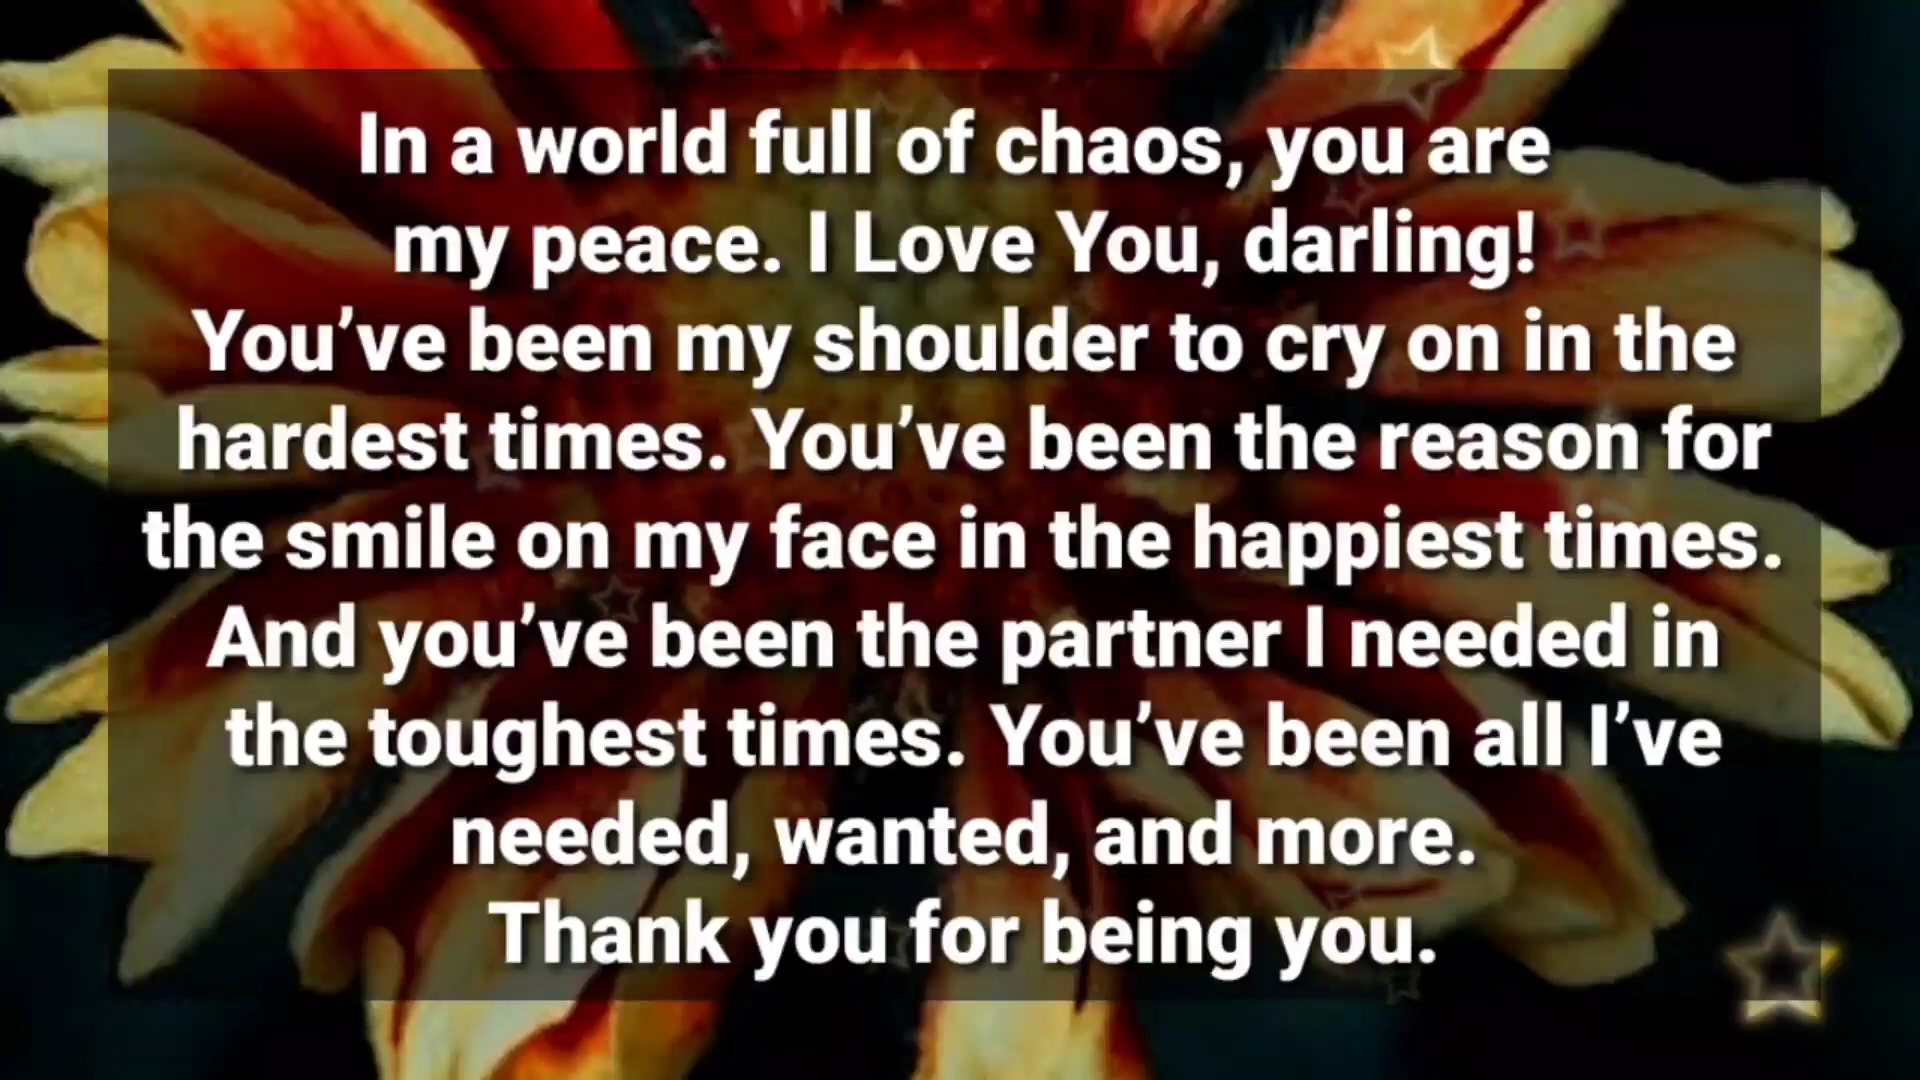 In a world full of chaos, you are
my peace. I Love You, darling!
You’ve been my shoulder to cry on in the
hardest times. You’ve been the reason for
the smile on my face in the happiest times.
And you’ve been the partner I needed in
the toughest times. You’ve been all I’ve
needed, wanted, and more.
Thank you for being you.